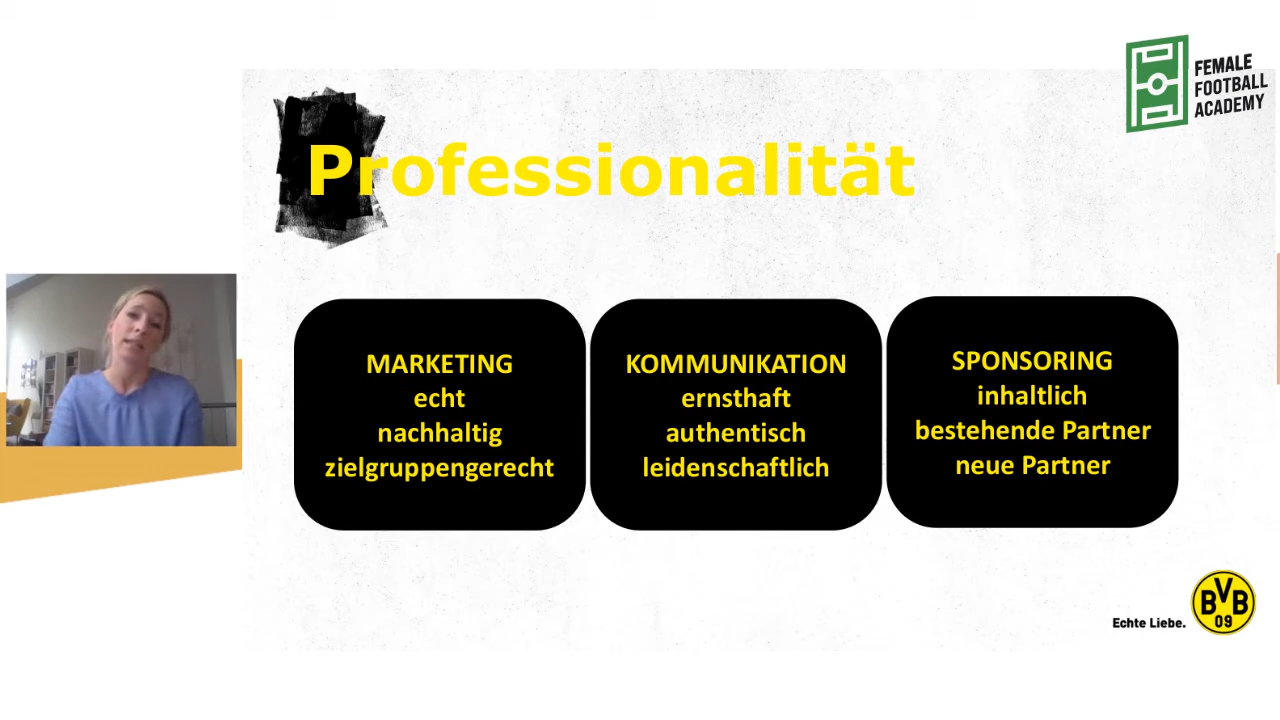 FEMALE
FOOTBALL
ACADEMY
Professionalität
MARKETING
echt
nachhaltig
zielgruppengerecht
KOMMUNIKATION
ernsthaft
authentisch
leidenschaftlich
SPONSORING
inhaltlich
bestehende Partner
neue Partner
Echte Liebe.
BVB
09